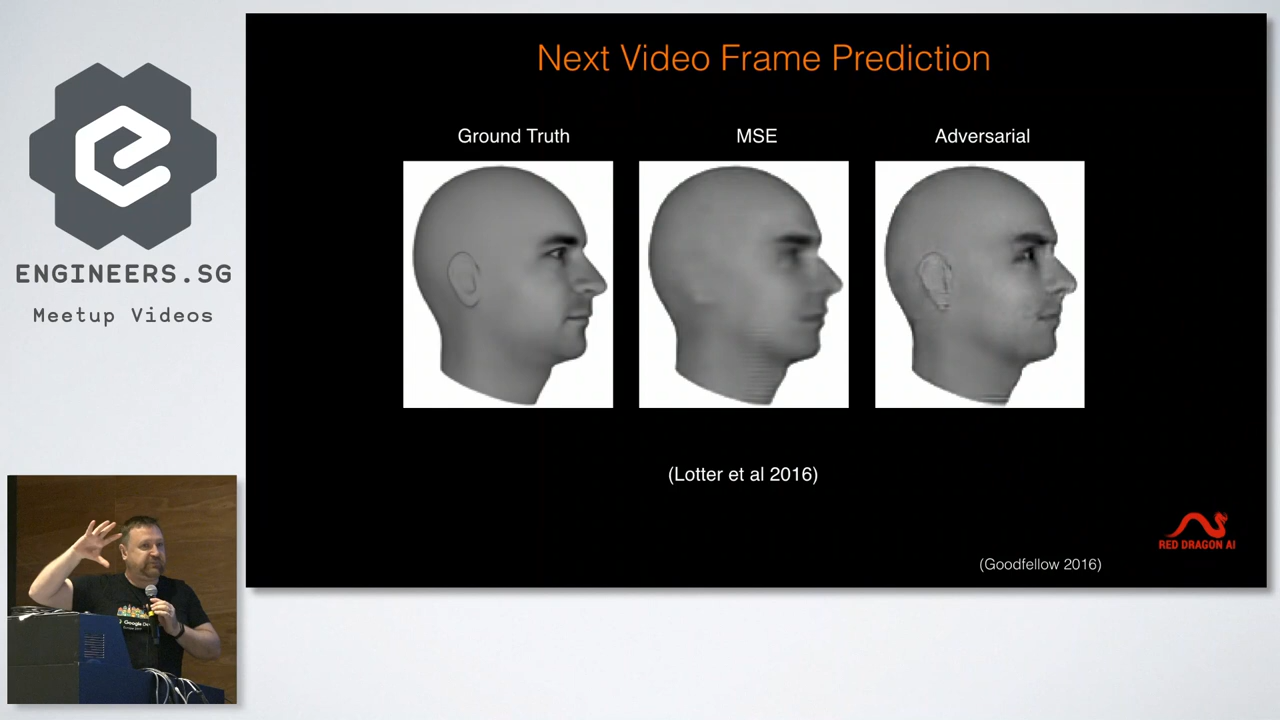 ENGINEERS.SG
Meetup Videos
Next Video Frame Prediction
Ground Truth
MSE
Adversarial
(Lotter et al 2016)
RED DRAGON AI
(Goodfellow 2016)